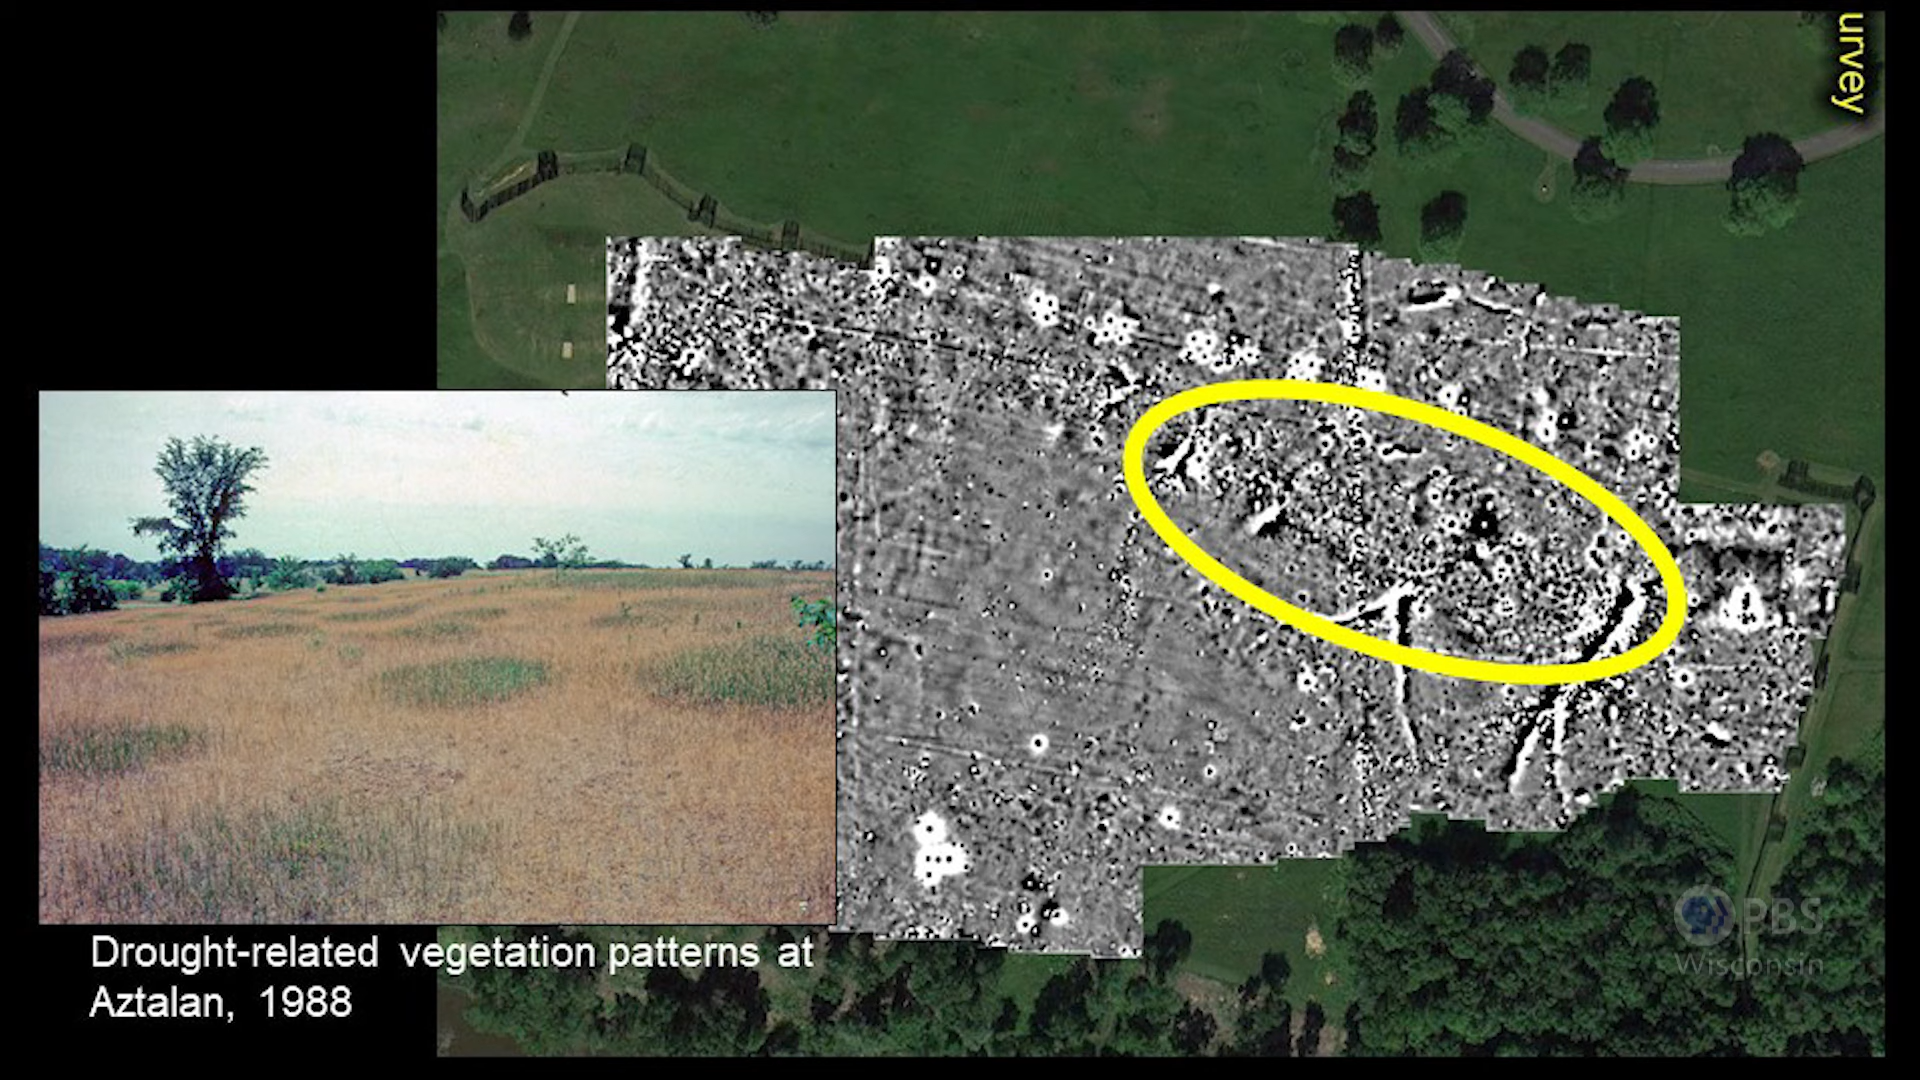 urvey
Drought-related vegetation patterns at
Aztalan, 1988
PBS
Wisconsin